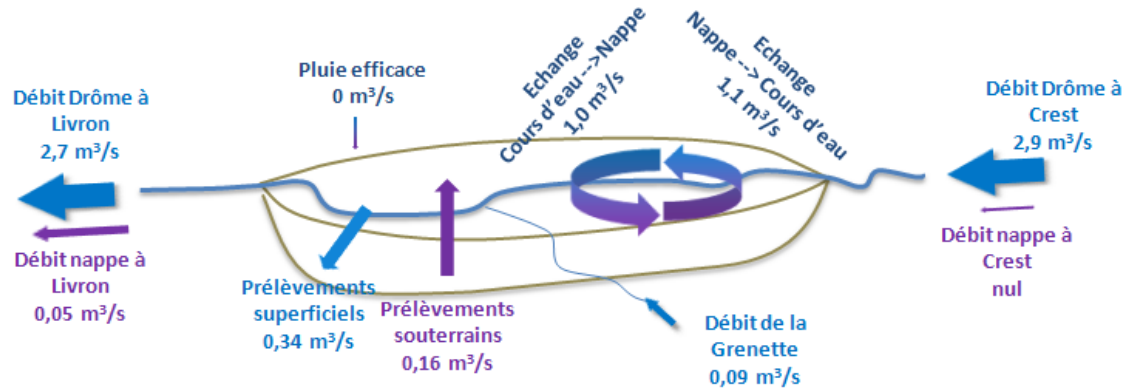 Débit Drôme à
Livron
2,7 m³/s
Débit nappe à
Livron
0,05 m³/s
Pluie efficace
0 m³/s
Echange
Cours d'eau -->Nappe
1,0 m³/s
Echange
Nappe --> Cours d'eau
1,1 m³/s
Débit Drôme à
Crest
2,9 m³/s
Débit nappe à
Crest
nul
Prélèvements
superficiels
0,34 m³/s
Prélèvements
souterrains
0,16 m³/s
Débit de la
Grenette
0,09 m³/s